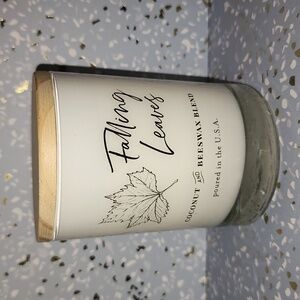 Falling
Leaves
COCONUT AND BEESWAX BLEND
poured in the U.S.A.